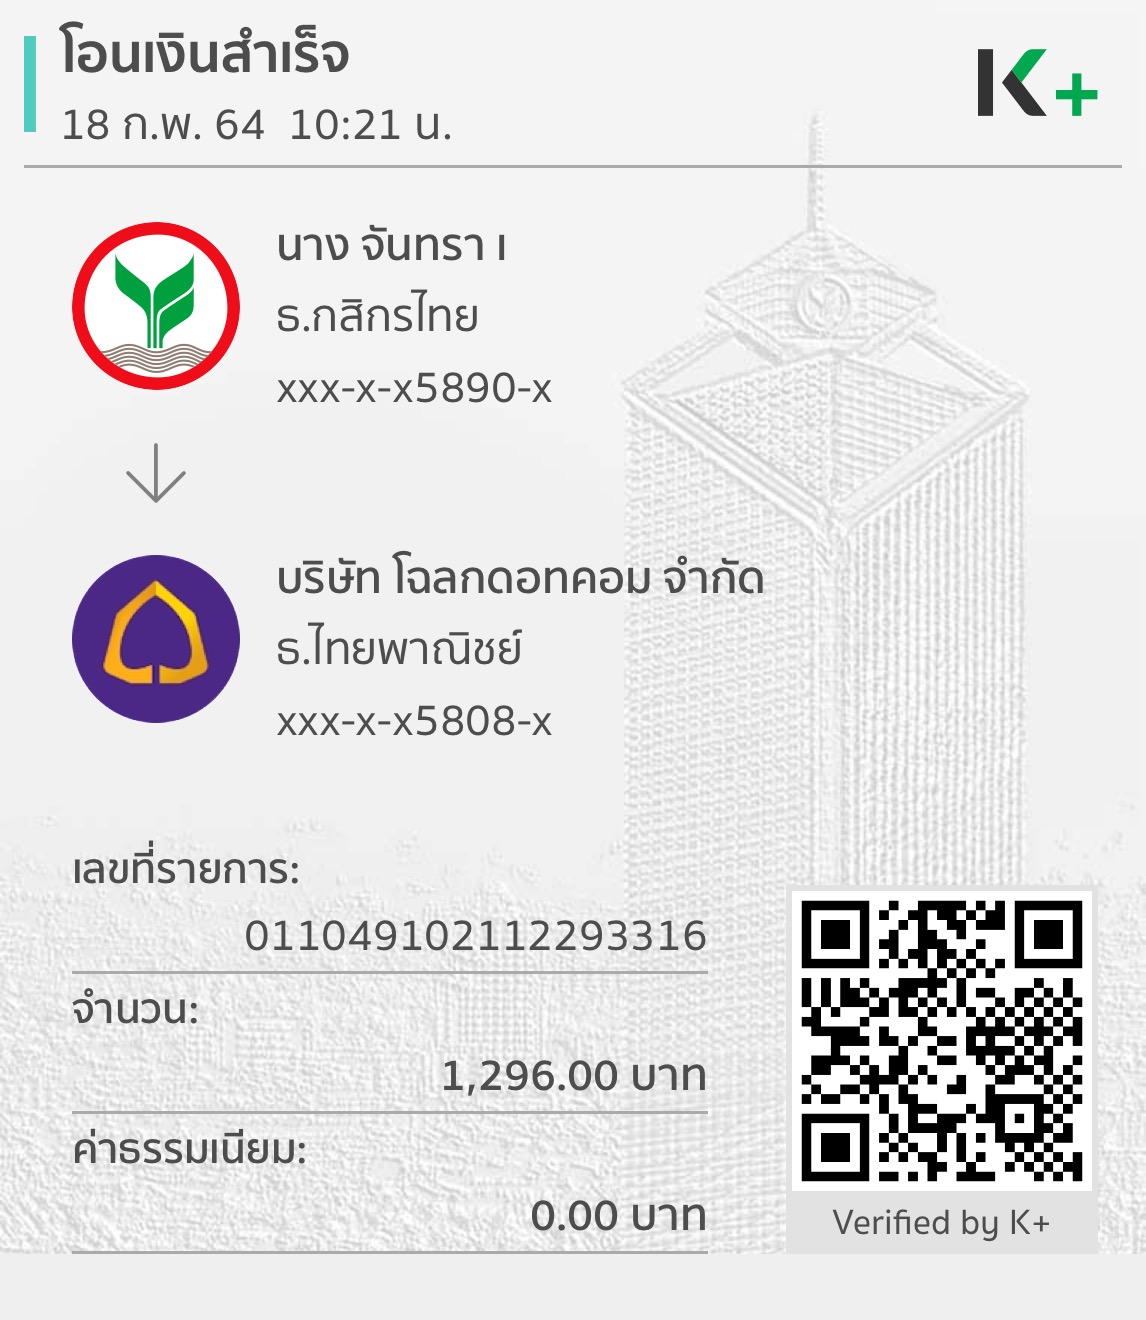 โอนเงินสำเร็จ
18 ก.พ. 64 10:21 น.
K+
นาง จันทรา เ
ธ.กสิกรไทย
xxx-x-x5890-x
บริษัท โฉลกดอทคอม จำกัด
ธ.ไทยพาณิชย์
xxx-x-x5808-x
เลขที่รายการ:
011049102112293316
จำนวน:
1,296.00 บาท
ค่าธรรมเนียม:
0.00 บาท
Verified by K+